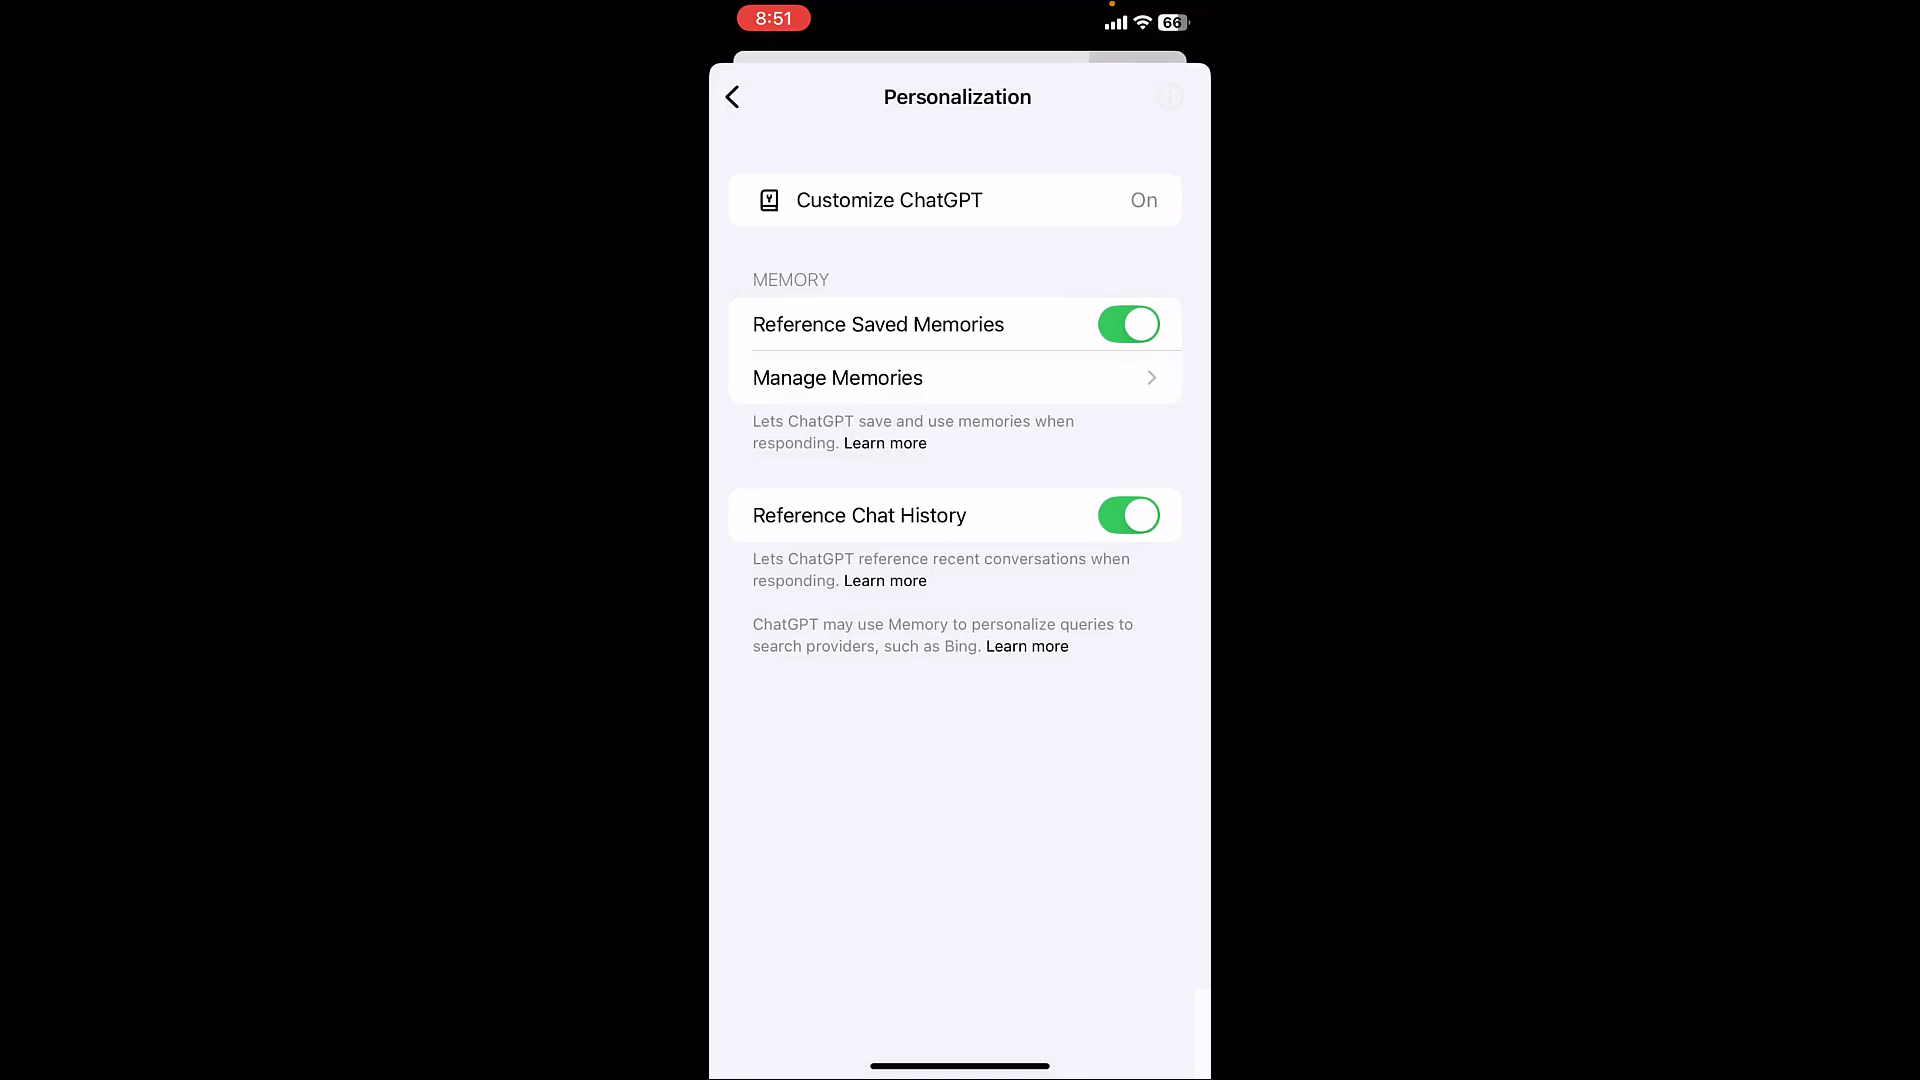 8:51
66
Personalization
Customize ChatGPT On
MEMORY
Reference Saved Memories
Manage Memories
Lets ChatGPT save and use memories when
responding. Learn more
Reference Chat History
Lets ChatGPT reference recent conversations when
responding. Learn more
ChatGPT may use Memory to personalize queries to
search providers, such as Bing. Learn more